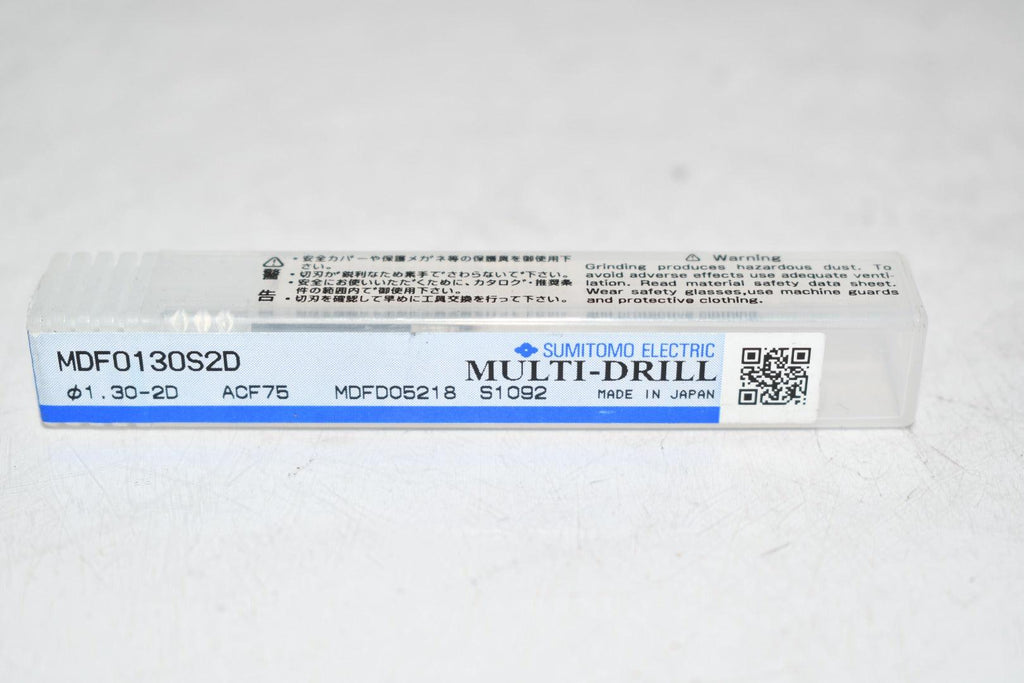 ⚠ ・安全カバーや保護メガネ等の保護具を御使用下
さい。
警 ・切刃が鋭利なため素手でさわらないで下さい。
・安全にお使いいただくために、カタログ・推奨条
件の範囲内で御使用下さい。
告 ・切刃を確認して早めに工具交換を行って下さい。
⚠ Warning
Grinding produces hazardous dust. To
avoid adverse effects use adequate venti-
lation. Read material safety data sheet.
Wear safety glasses,use machine guards
and protective clothing.
MDF0130S2D
SUMITOMO ELECTRIC
MULTI-DRILL
φ1.30-2D ACF75 MDFD05218 S1092 MADE IN JAPAN